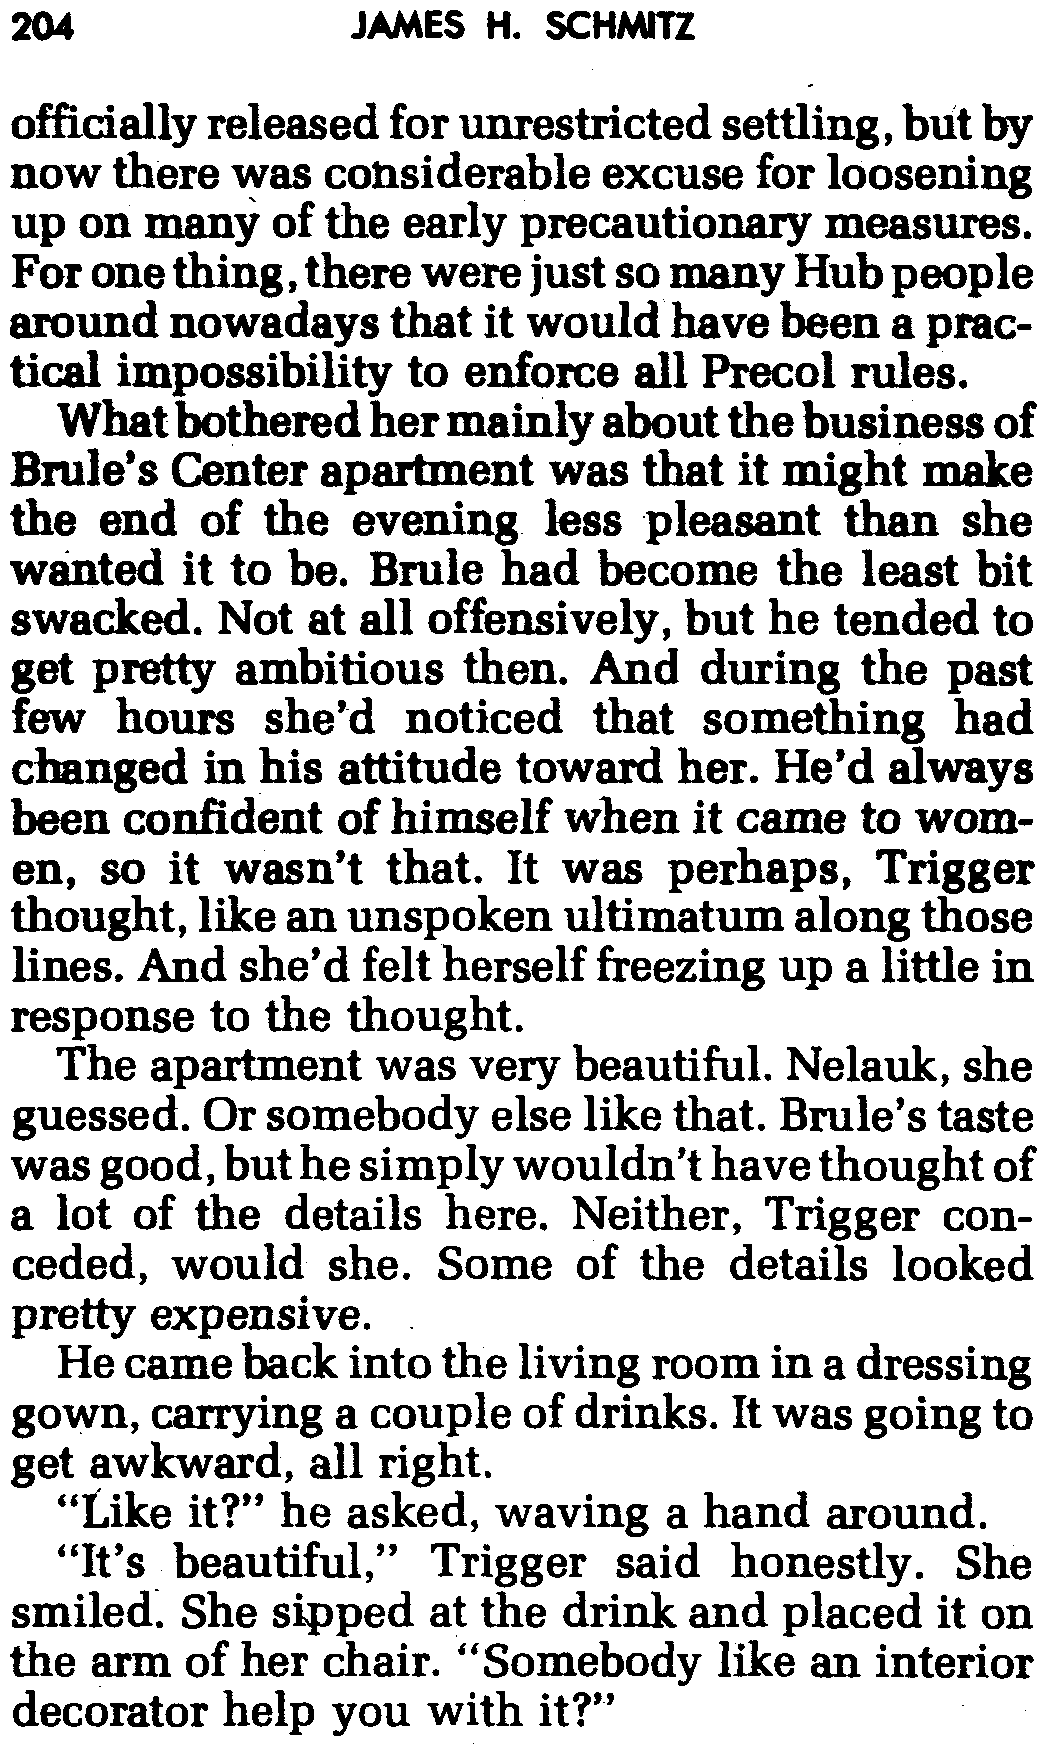 204 JAMES H. SCHMITZ
officially released for unrestricted settling, but by
now there was considerable excuse for loosening
up on many of the early precautionary measures.
For one thing, there were just so many Hub people
around nowadays that it would have been a prac-
tical impossibility to enforce all Precol rules.
What bothered her mainly about the business of
Brule's Center apartment was that it might make
the end of the evening less pleasant than she
wanted it to be. Brule had become the least bit
swacked. Not at all offensively, but he tended to
get pretty ambitious then. And during the past
few hours she'd noticed that something had
changed in his attitude toward her. He'd always
been confident of himself when it came to wom-
en, so it wasn't that. It was perhaps, Trigger
thought, like an unspoken ultimatum along those
lines. And she'd felt herself freezing up a little in
response to the thought.
The apartment was very beautiful. Nelauk, she
guessed. Or somebody else like that. Brule's taste
was good, but he simply wouldn't have thought of
a lot of the details here. Neither, Trigger con-
ceded, would she. Some of the details looked
pretty expensive.
He came back into the living room in a dressing
gown, carrying a couple of drinks. It was going to
get awkward, all right.
"Like it?" he asked, waving a hand around.
"It's beautiful," Trigger said honestly. She
smiled. She sipped at the drink and placed it on
the arm of her chair. "Somebody like an interior
decorator help you with it?"